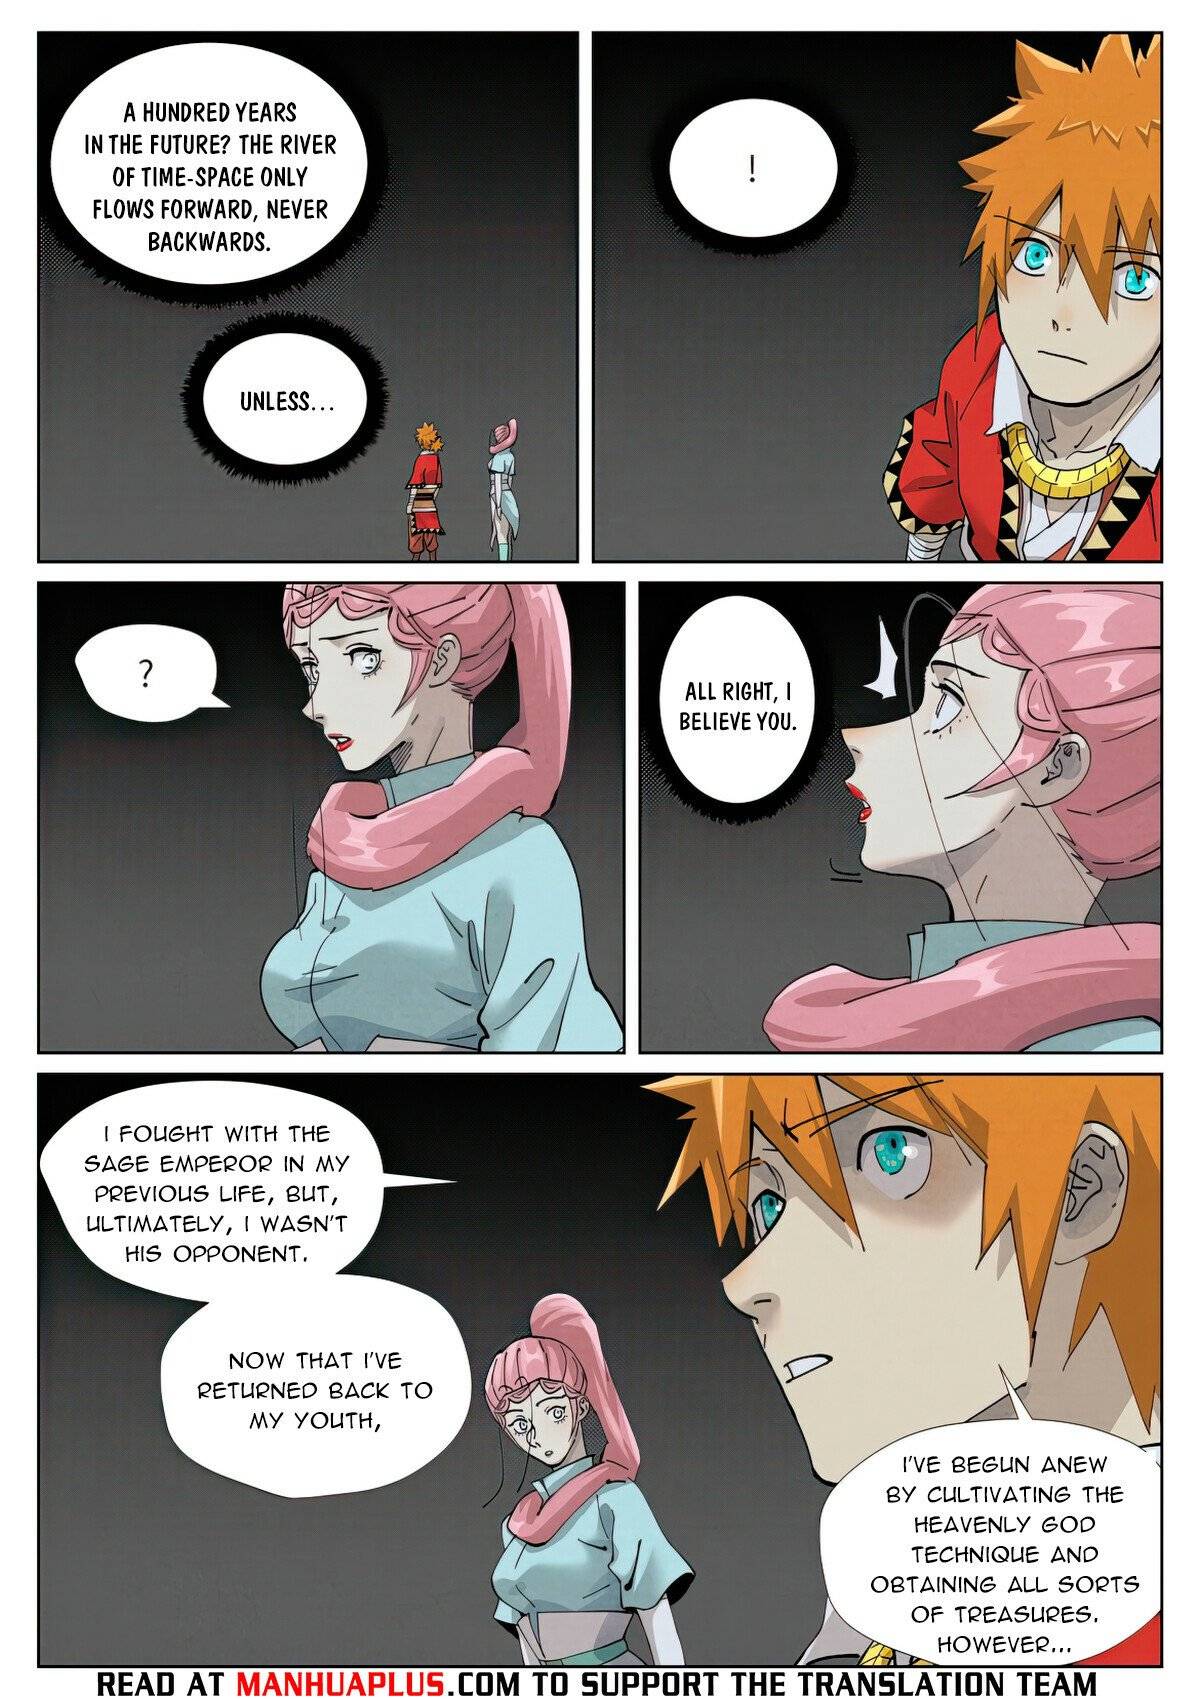 A HUNDRED YEARS
IN THE FUTURE? THE RIVER
OF TIME-SPACE ONLY
FLOWS FORWARD, NEVER
BACKWARDS.
UNLESS...
!
?
ALL RIGHT, I
BELIEVE YOU.
I FOUGHT WITH THE
SAGE EMPEROR IN MY
PREVIOUS LIFE, BUT,
ULTIMATELY, I WASN'T
HIS OPPONENT.
NOW THAT I'VE
RETURNED BACK TO
MY YOUTH,
I'VE BEGUN ANEW
BY CULTIVATING THE
HEAVENLY GOD
TECHNIQUE AND
OBTAINING ALL SORTS
OF TREASURES.
HOWEVER...
READ AT MANHUAPLUS.COM TO SUPPORT THE TRANSLATION TEAM